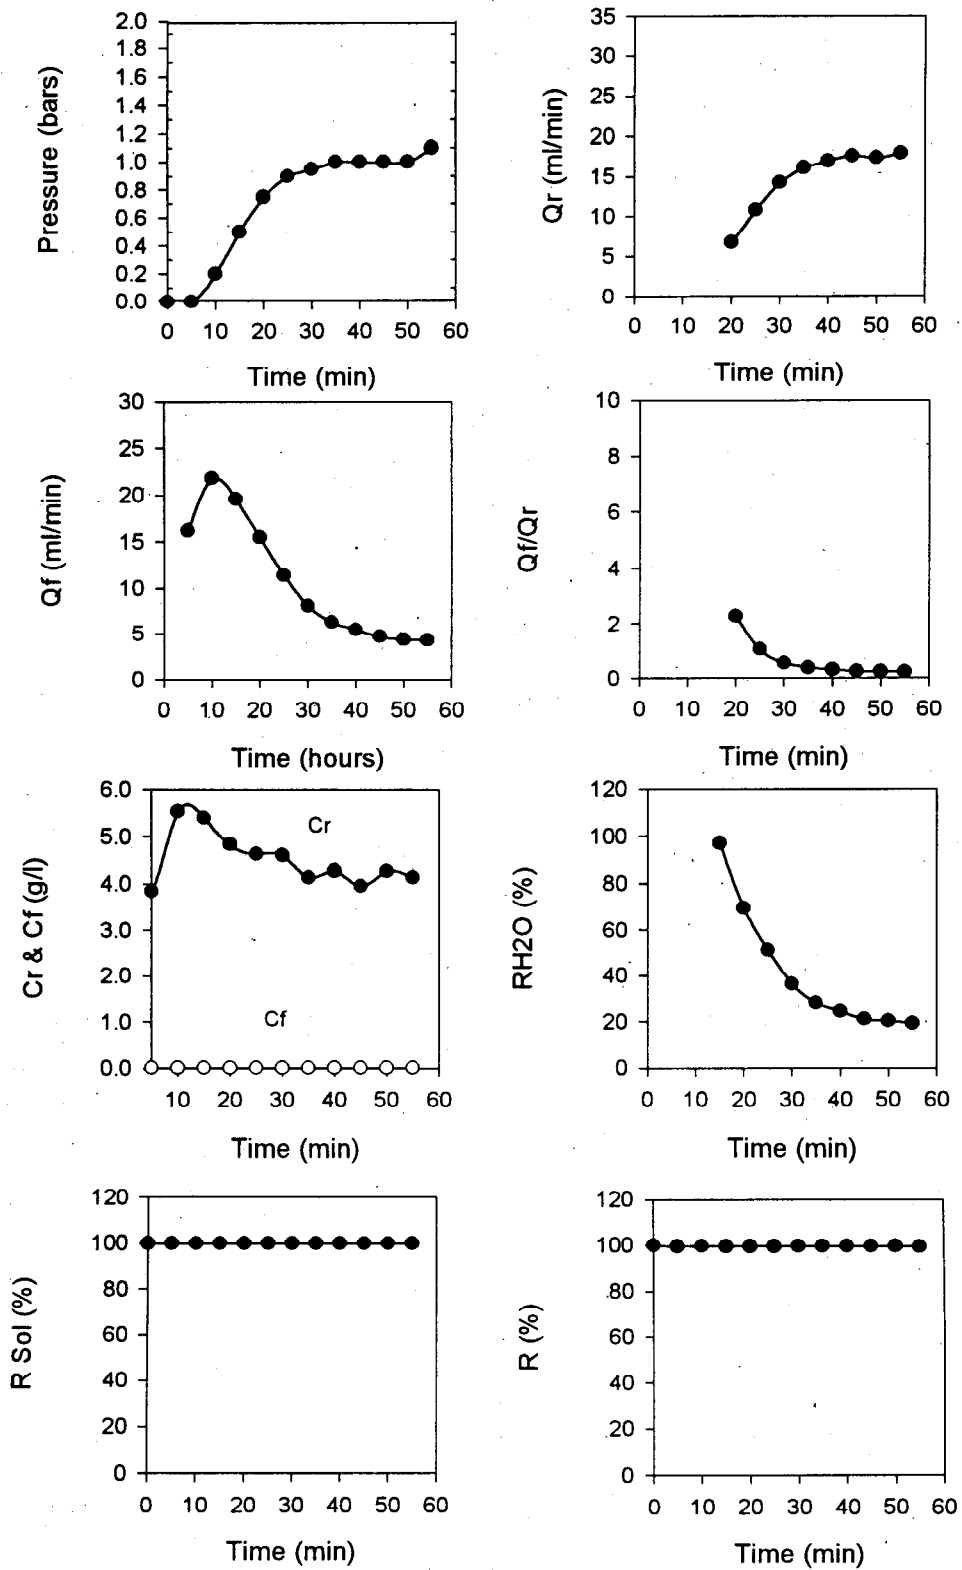 2.0
1.8
1.6
1.4
1.2
1.0
0.8
0.6
0.4
0.2
0.0
Pressure (bars)
0 10 20 30 40 50 60
Time (min)
35
30
25
20
15
10
5
0
Qr (ml/min)
0 10 20 30 40 50 60
Time (min)
30
25
20
15
10
5
0
Qf (ml/min)
0 10 20 30 40 50 60
Time (hours)
10
8
6
4
2
0
Qf/Qr
0 10 20 30 40 50 60
Time (min)
6.0
5.0
4.0
3.0
2.0
1.0
0.0
Cr & Cf (g/l)
Cr
Cf
10 20 30 40 50 60
Time (min)
120
100
80
60
40
20
0
RH2O (%)
0 10 20 30 40 50 60
Time (min)
120
100
80
60
40
20
0
R Sol (%)
0 10 20 30 40 50 60
Time (min)
120
100
80
60
40
20
0
R (%)
0 10 20 30 40 50 60
Time (min)